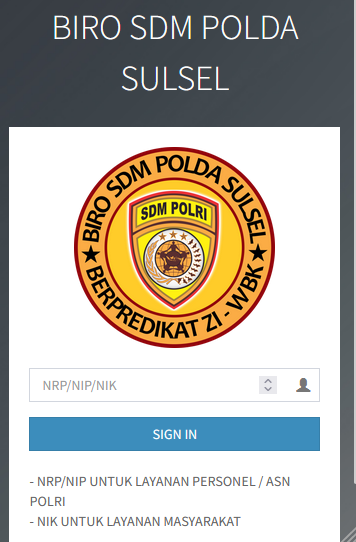 BIRO SDM POLDA
SULSEL
BIRO SDM POLDA SULSEL
SDM POLRI
BERPREDIKAT ZI - WBK
NRP/NIP/NIK
SIGN IN
- NRP/NIP UNTUK LAYANAN PERSONEL / ASN
POLRI
- NIK UNTUK LAYANAN MASYARAKAT